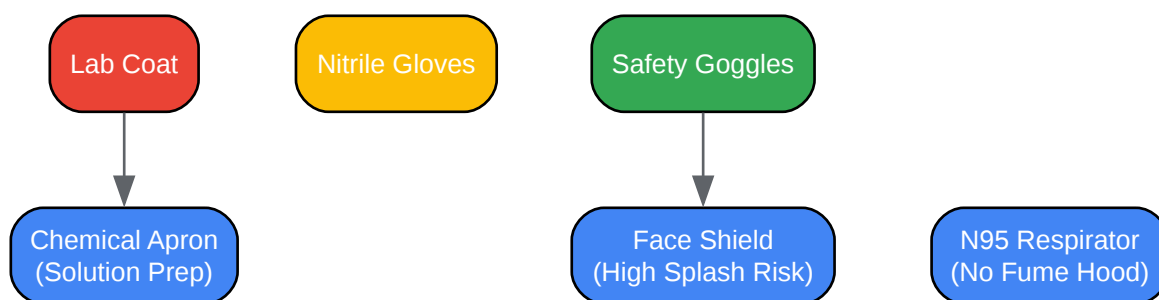 Lab Coat
Nitrile Gloves
Safety Goggles
Chemical Apron
(Solution Prep)
Face Shield
(High Splash Risk)
N95 Respirator
(No Fume Hood)